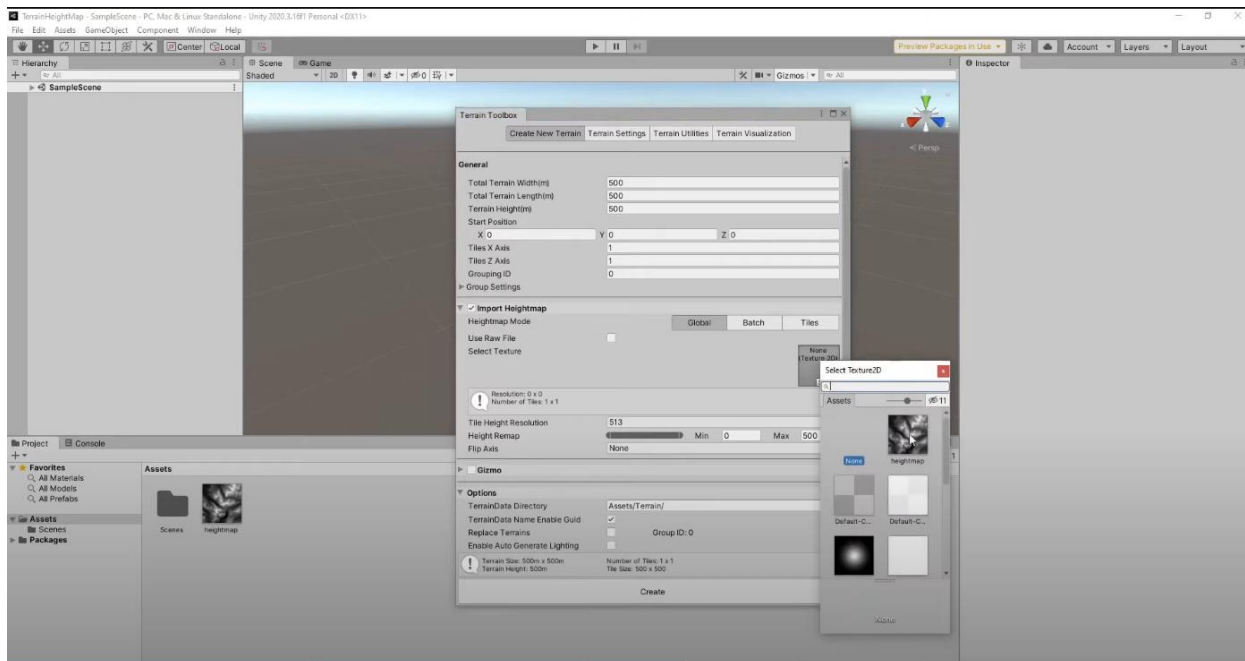 TerrainHeightMap - SampleScene - PC, Mac & Linux Standalone - Unity 2020.3.16f1 Personal <DX11>
File Edit Assets GameObject Component Window Help
Center Local
Preview Packages in Use Account Layers Layout
Hierarchy Scene Game Inspector
All Shaded 2D 0 Gizmos All
SampleScene
Persp
Terrain Toolbox
Create New Terrain Terrain Settings Terrain Utilities Terrain Visualization
General
Total Terrain Width(m) 500
Total Terrain Length(m) 500
Terrain Height(m) 500
Start Position
X 0 Y 0 Z 0
Tiles X Axis 1
Tiles Z Axis 1
Grouping ID 0
Group Settings
Import Heightmap
Heightmap Mode Global Batch Tiles
Use Raw File
Select Texture None
(Texture 2D)
Resolution: 0 x 0
Number of Tiles: 1 x 1
Tile Height Resolution 513
Height Remap Min 0 Max 500
Flip Axis None
Gizmo
Options
TerrainData Directory Assets/Terrain/
TerrainData Name Enable Guid
Replace Terrains Group ID: 0
Enable Auto Generate Lighting
Terrain Size: 500m x 500m Number of Tiles: 1 x 1
Terrain Height: 500m Tile Size: 500 x 500
Create
Select Texture2D
Assets 11
None heightmap
Default-C... Default-C...
None
Project Console
Favorites
All Materials
All Models
All Prefabs
Assets
Scenes
Packages
Assets
Scenes heightmap